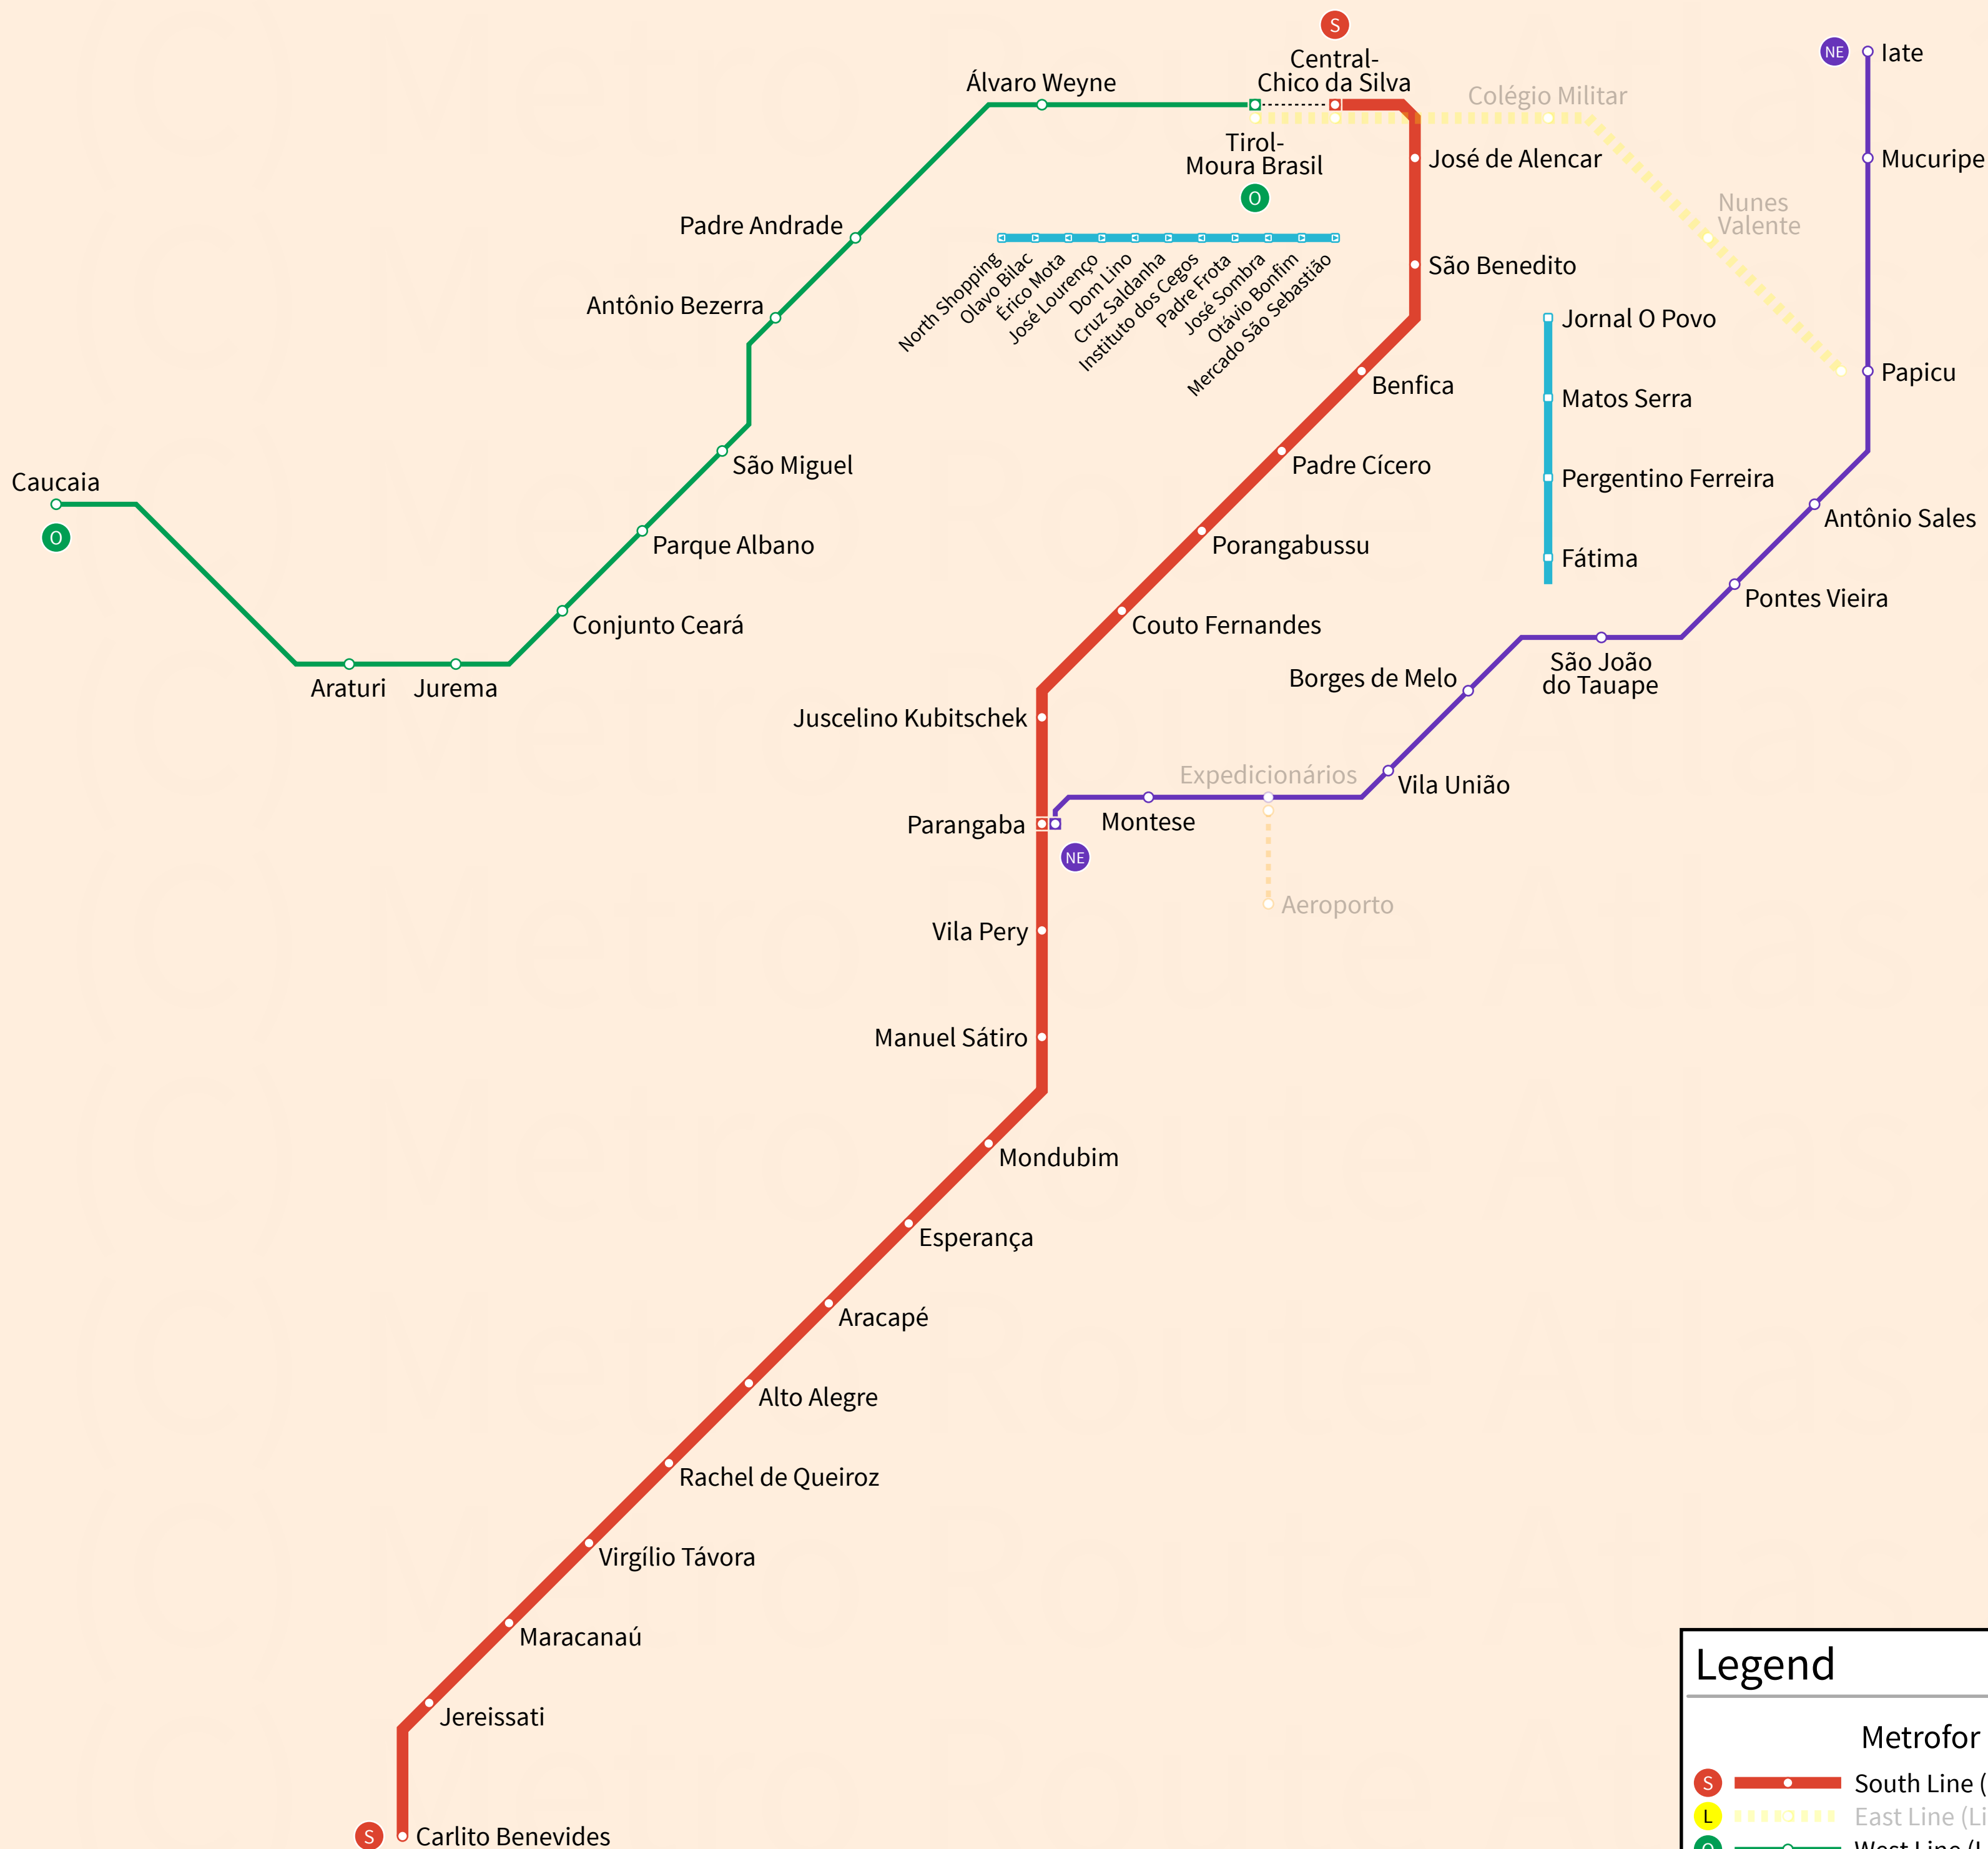 S
Central-
Chico da Silva
NE
Iate
Álvaro Weyne
Colégio Militar
Tirol-
Moura Brasil
O
José de Alencar
Mucuripe
Padre Andrade
Nunes
Valente
São Benedito
Antônio Bezerra
North Shopping
Olavo Bilac
Érico Mota
José Lourenço
Dom Lino
Cruz Saldanha
Instituto dos Cegos
Padre Frota
José Sombra
Otávio Bonfim
Mercado São Sebastião
Jornal O Povo
Benfica
Papicu
Matos Serra
São Miguel
Padre Cícero
Caucaia
O
Pergentino Ferreira
Antônio Sales
Parque Albano
Porangabussu
Fátima
Pontes Vieira
Conjunto Ceará
Couto Fernandes
São João
do Tauape
Araturi
Jurema
Borges de Melo
Juscelino Kubitschek
Expedicionários
Vila União
Parangaba
Montese
NE
Aeroporto
Vila Pery
Manuel Sátiro
Mondubim
Esperança
Aracapé
Alto Alegre
Rachel de Queiroz
Virgílio Távora
Maracanaú
Jereissati
S
Carlito Benevides
Legend
Metrofor
S
South Line (
L
East Line (Li
O
West Line (L